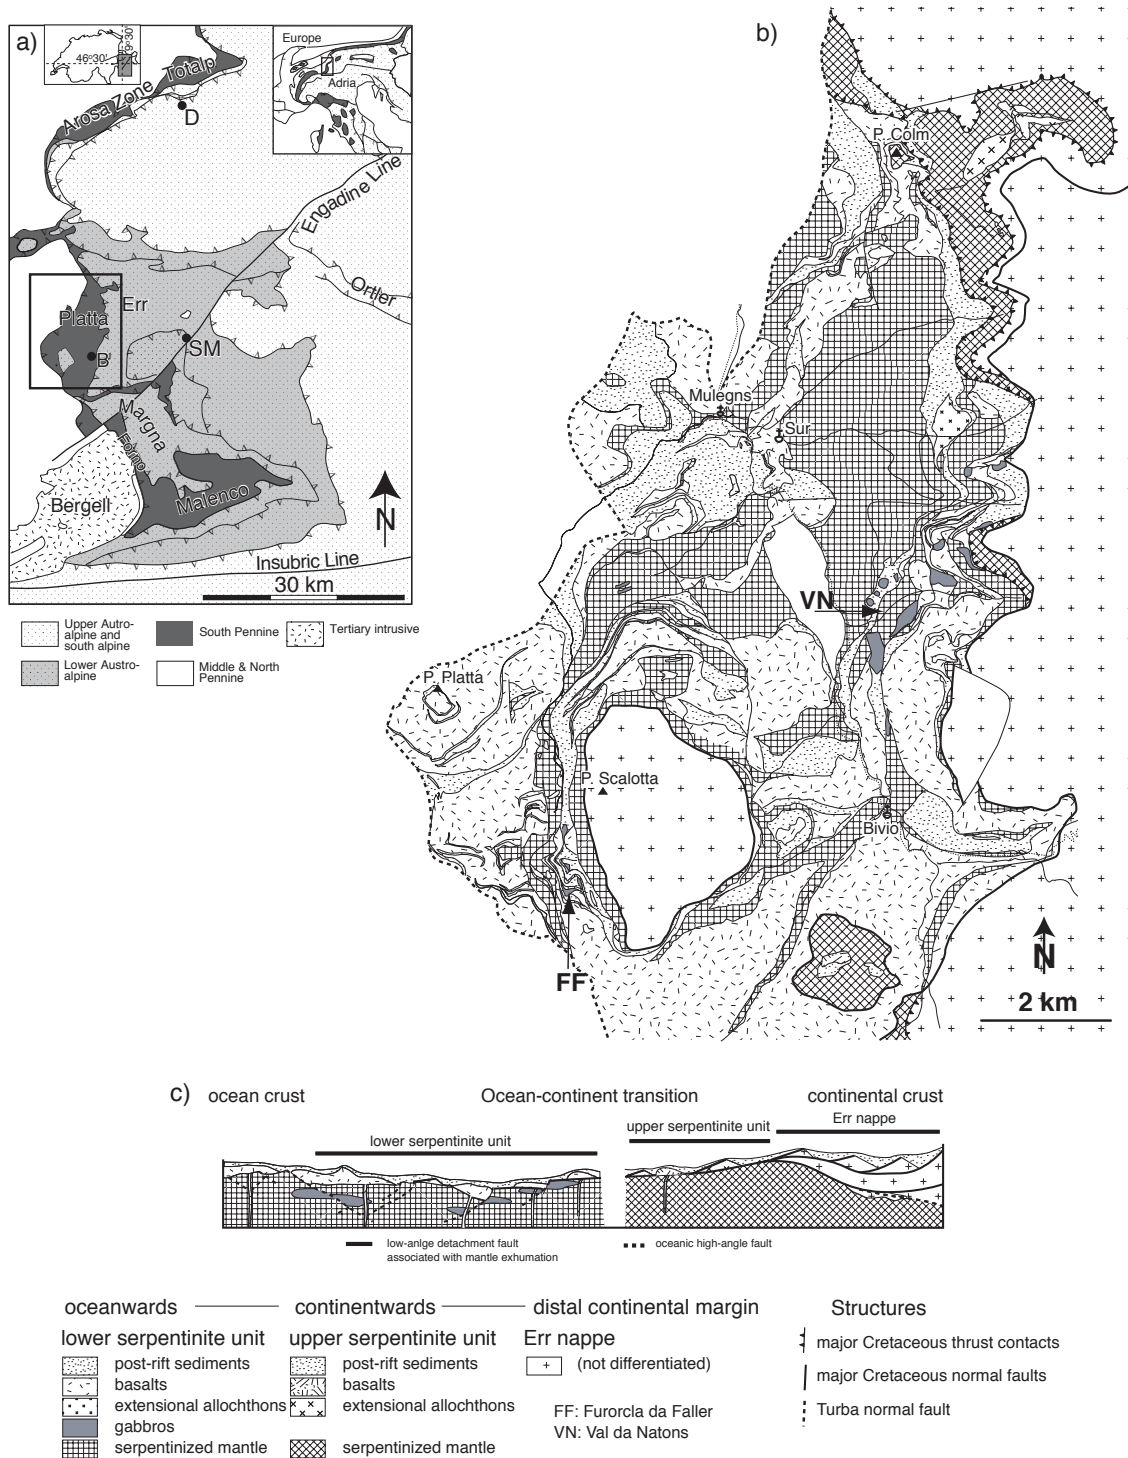 a)
46°30'
9°30'
Europe
Adria
Arosa Zone
Totalp
D
Engadine Line
Ortler
Err
Platta
B
SM
Margna
Forno
Malenco
Bergell
N
Insubric Line
30 km
Upper Autro-
alpine and
south alpine
South Pennine
Tertiary intrusive
Lower Austro-
alpine
Middle & North
Pennine
b)
P. Colm
Mulegns
Sur
VN
P. Platta
P. Scalotta
Bivio
FF
N
2 km
c)
ocean crust
Ocean-continent transition
continental crust
Err nappe
upper serpentinite unit
lower serpentinite unit
low-anlge detachment fault
associated with mantle exhumation
oceanic high-angle fault
oceanwards
continentwards
distal continental margin
Structures
lower serpentinite unit
upper serpentinite unit
Err nappe
post-rift sediments
post-rift sediments
(not differentiated)
major Cretaceous thrust contacts
basalts
basalts
major Cretaceous normal faults
extensional allochthons
extensional allochthons
FF: Furorcla da Faller
Turba normal fault
gabbros
VN: Val da Natons
serpentinized mantle
serpentinized mantle